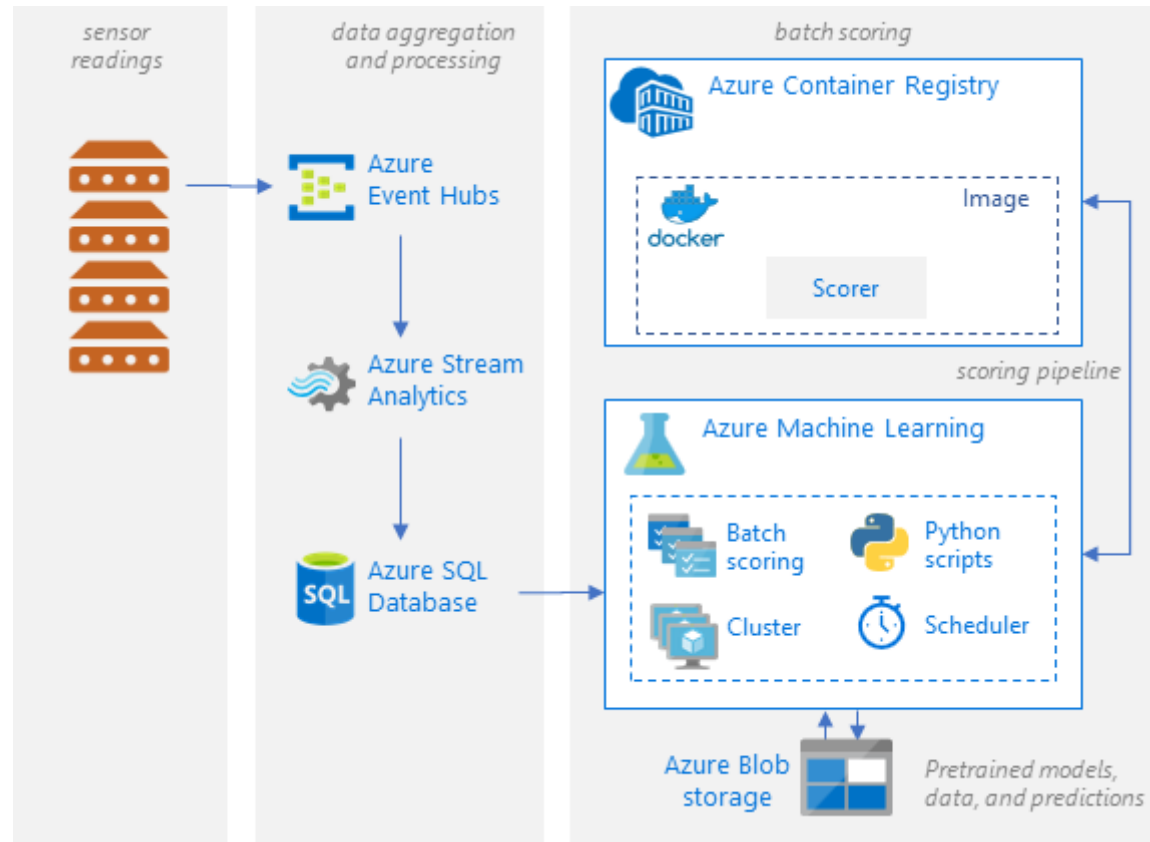 sensor
readings
data aggregation
and processing
batch scoring
Azure
Event Hubs
Azure Stream
Analytics
SQL
Azure SQL
Database
Azure Container Registry
docker
Image
Scorer
scoring pipeline
Azure Machine Learning
Batch
scoring
Python
scripts
Cluster
Scheduler
Azure Blob
storage
Pretrained models,
data, and predictions